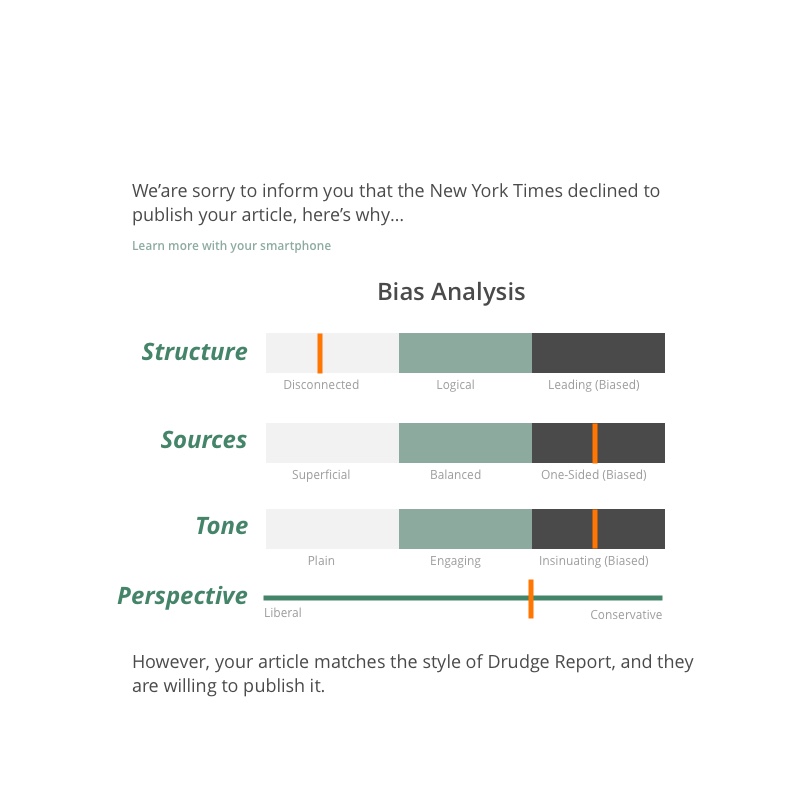 We’are sorry to inform you that the New York Times declined to
publish your article, here’s why...
Learn more with your smartphone
Bias Analysis
Structure
Disconnected Logical Leading (Biased)
Sources
Superficial Balanced One-Sided (Biased)
Tone
Plain Engaging Insinuating (Biased)
Perspective
Liberal Conservative
However, your article matches the style of Drudge Report, and they
are willing to publish it.